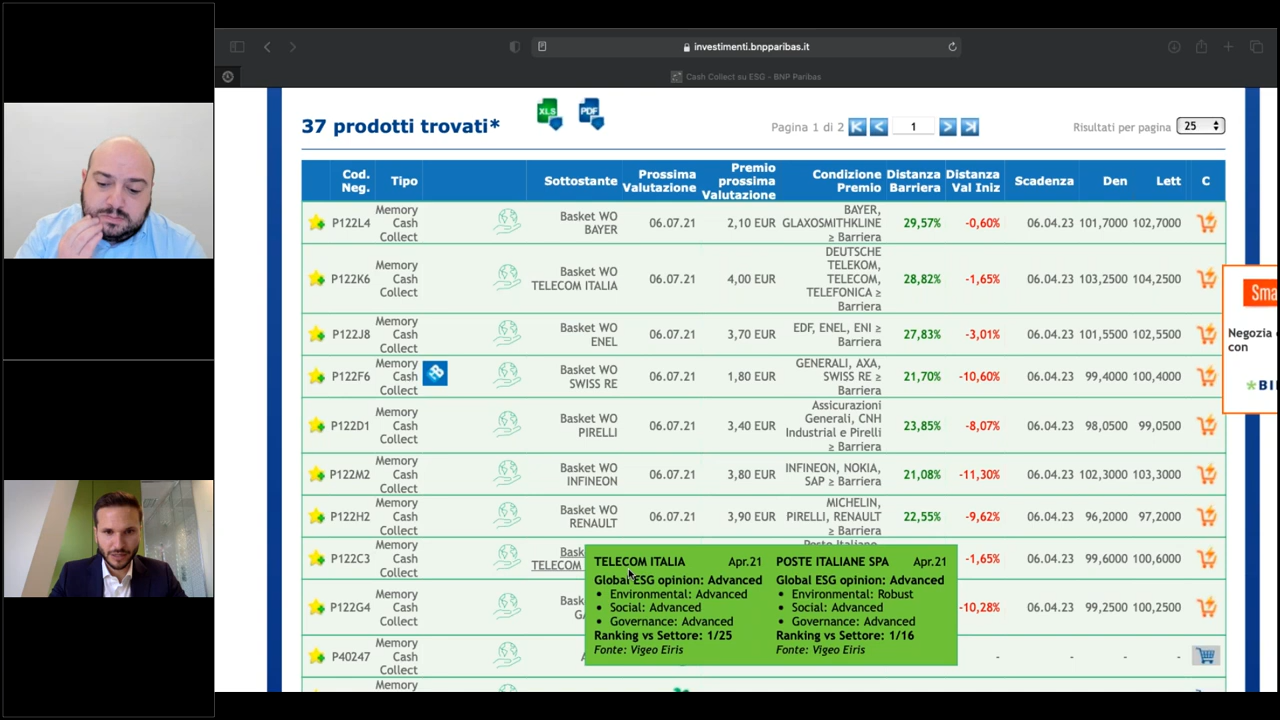 investimenti.bnpparibas.it
Cash Collect su ESG - BNP Paribas
37 prodotti trovati*
XLS
PDF
Pagina 1 di 2
1
Risultati per pagina
25
Cod. Neg.
Tipo
Sottostante
Prossima Valutazione
Premio prossima Valutazione
Condizione Premio
Distanza Barriera
Distanza Val Iniz
Scadenza
Den
Lett
C
P122L4 Memory Cash Collect Basket WO BAYER 06.07.21 2,10 EUR BAYER, GLAXOSMITHKLINE ≥ Barriera 29,57% -0,60% 06.04.23 101,7000 102,7000
P122K6 Memory Cash Collect Basket WO TELECOM ITALIA 06.07.21 4,00 EUR DEUTSCHE TELEKOM, TELECOM, TELEFONICA ≥ Barriera 28,82% -1,65% 06.04.23 103,2500 104,2500
P122J8 Memory Cash Collect Basket WO ENEL 06.07.21 3,70 EUR EDF, ENEL, ENI ≥ Barriera 27,83% -3,01% 06.04.23 101,5500 102,5500
P122F6 Memory Cash Collect Basket WO SWISS RE 06.07.21 1,80 EUR GENERALI, AXA, SWISS RE ≥ Barriera 21,70% -10,60% 06.04.23 99,4000 100,4000
P122D1 Memory Cash Collect Basket WO PIRELLI 06.07.21 3,40 EUR Assicurazioni Generali, CNH Industrial e Pirelli ≥ Barriera 23,85% -8,07% 06.04.23 98,0500 99,0500
P122M2 Memory Cash Collect Basket WO INFINEON 06.07.21 3,80 EUR INFINEON, NOKIA, SAP ≥ Barriera 21,08% -11,30% 06.04.23 102,3000 103,3000
P122H2 Memory Cash Collect Basket WO RENAULT 06.07.21 3,90 EUR MICHELIN, PIRELLI, RENAULT ≥ Barriera 22,55% -9,62% 06.04.23 96,2000 97,2000
P122C3 Memory Cash Collect Bask TELECOM -1,65% 06.04.23 99,6000 100,6000
P122G4 Memory Cash Collect Bask GA -10,28% 06.04.23 99,2500 100,2500
P40247 Memory Cash Collect - - -
Memory
TELECOM ITALIA Apr.21
Global ESG opinion: Advanced
• Environmental: Advanced
• Social: Advanced
• Governance: Advanced
Ranking vs Settore: 1/25
Fonte: Vigeo Eiris
POSTE ITALIANE SPA Apr.21
Global ESG opinion: Advanced
• Environmental: Robust
• Social: Advanced
• Governance: Advanced
Ranking vs Settore: 1/16
Fonte: Vigeo Eiris
Sma
Negozia
con
BI